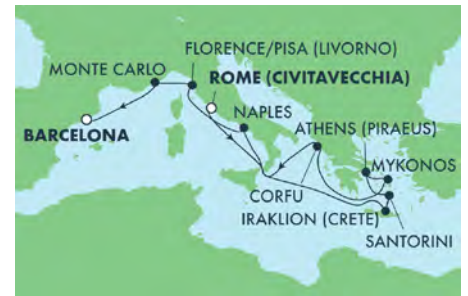 FLORENCE/PISA (LIVORNO)
MONTE CARLO
ROME (CIVITAVECCHIA)
NAPLES
BARCELONA
ATHENS (PIRAEUS)
MYKONOS
CORFU
IRAKLION (CRETE)
SANTORINI